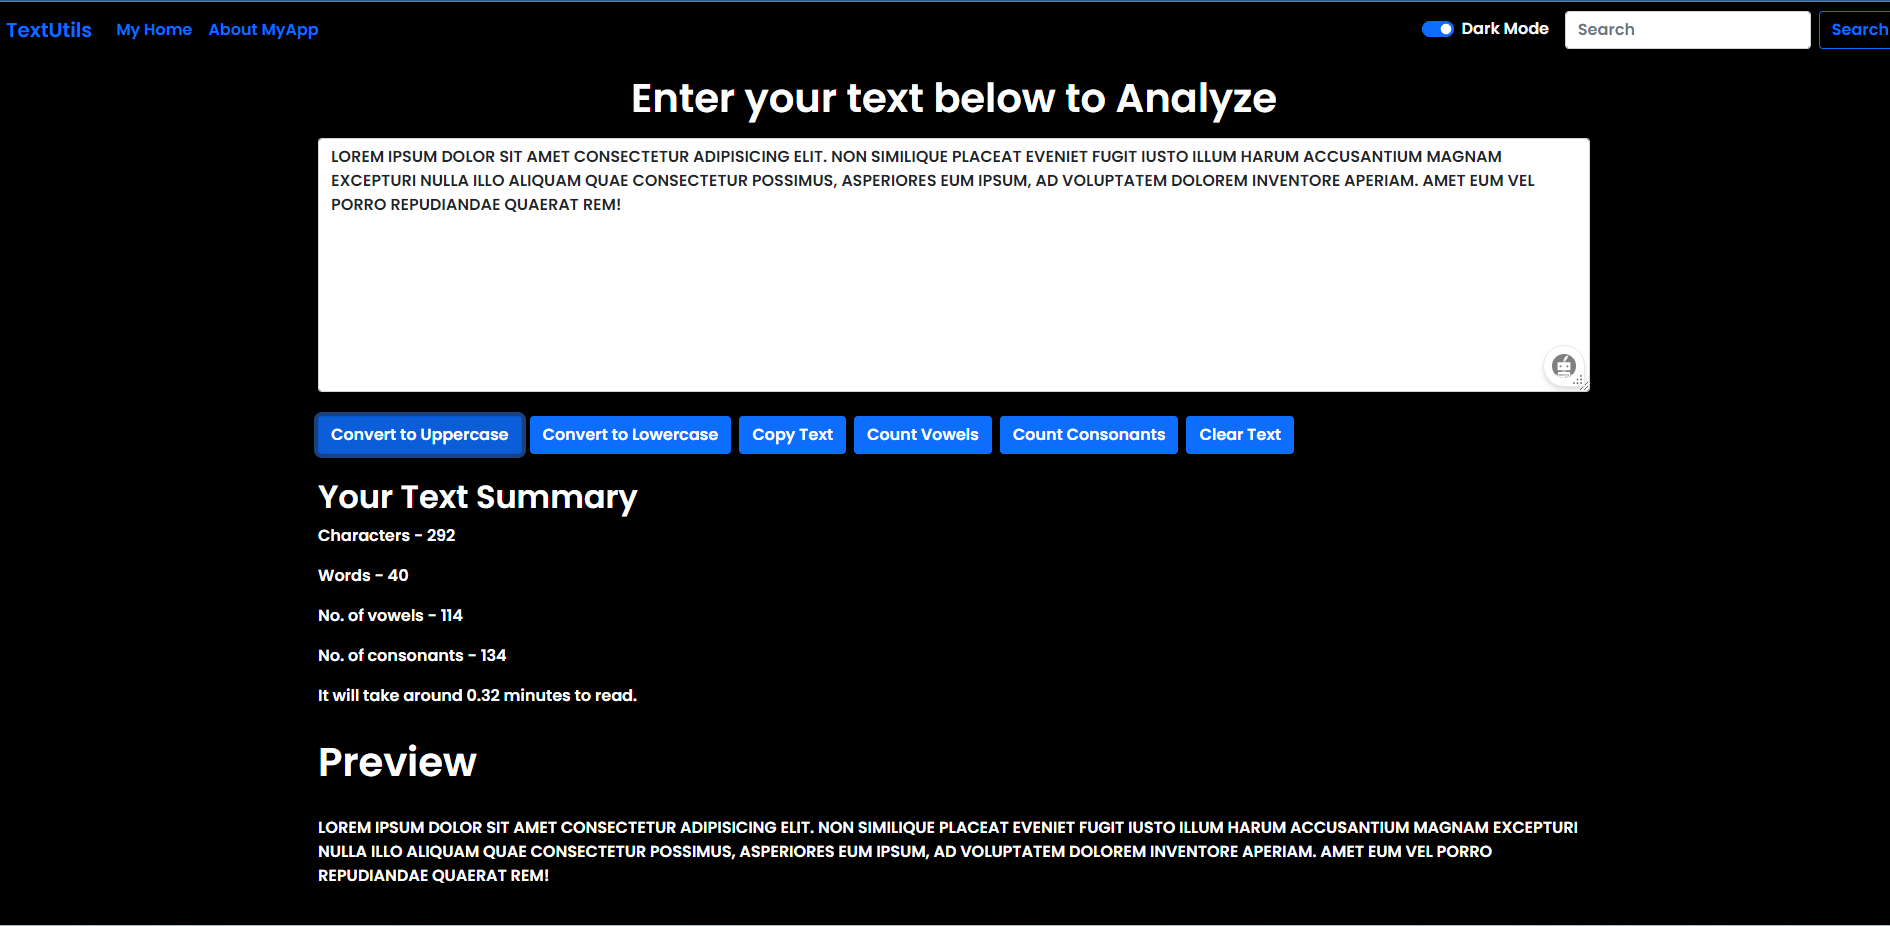 TextUtils My Home About MyApp Dark Mode Search Search
Enter your text below to Analyze
LOREM IPSUM DOLOR SIT AMET CONSECTETUR ADIPISICING ELIT. NON SIMILIQUE PLACEAT EVENIET FUGIT IUSTO ILLUM HARUM ACCUSANTIUM MAGNAM
EXCEPTURI NULLA ILLO ALIQUAM QUAE CONSECTETUR POSSIMUS, ASPERIORES EUM IPSUM, AD VOLUPTATEM DOLOREM INVENTORE APERIAM. AMET EUM VEL
PORRO REPUDIANDAE QUAERAT REM!
Convert to Uppercase Convert to Lowercase Copy Text Count Vowels Count Consonants Clear Text
Your Text Summary
Characters - 292
Words - 40
No. of vowels - 114
No. of consonants - 134
It will take around 0.32 minutes to read.
Preview
LOREM IPSUM DOLOR SIT AMET CONSECTETUR ADIPISICING ELIT. NON SIMILIQUE PLACEAT EVENIET FUGIT IUSTO ILLUM HARUM ACCUSANTIUM MAGNAM EXCEPTURI
NULLA ILLO ALIQUAM QUAE CONSECTETUR POSSIMUS, ASPERIORES EUM IPSUM, AD VOLUPTATEM DOLOREM INVENTORE APERIAM. AMET EUM VEL PORRO
REPUDIANDAE QUAERAT REM!